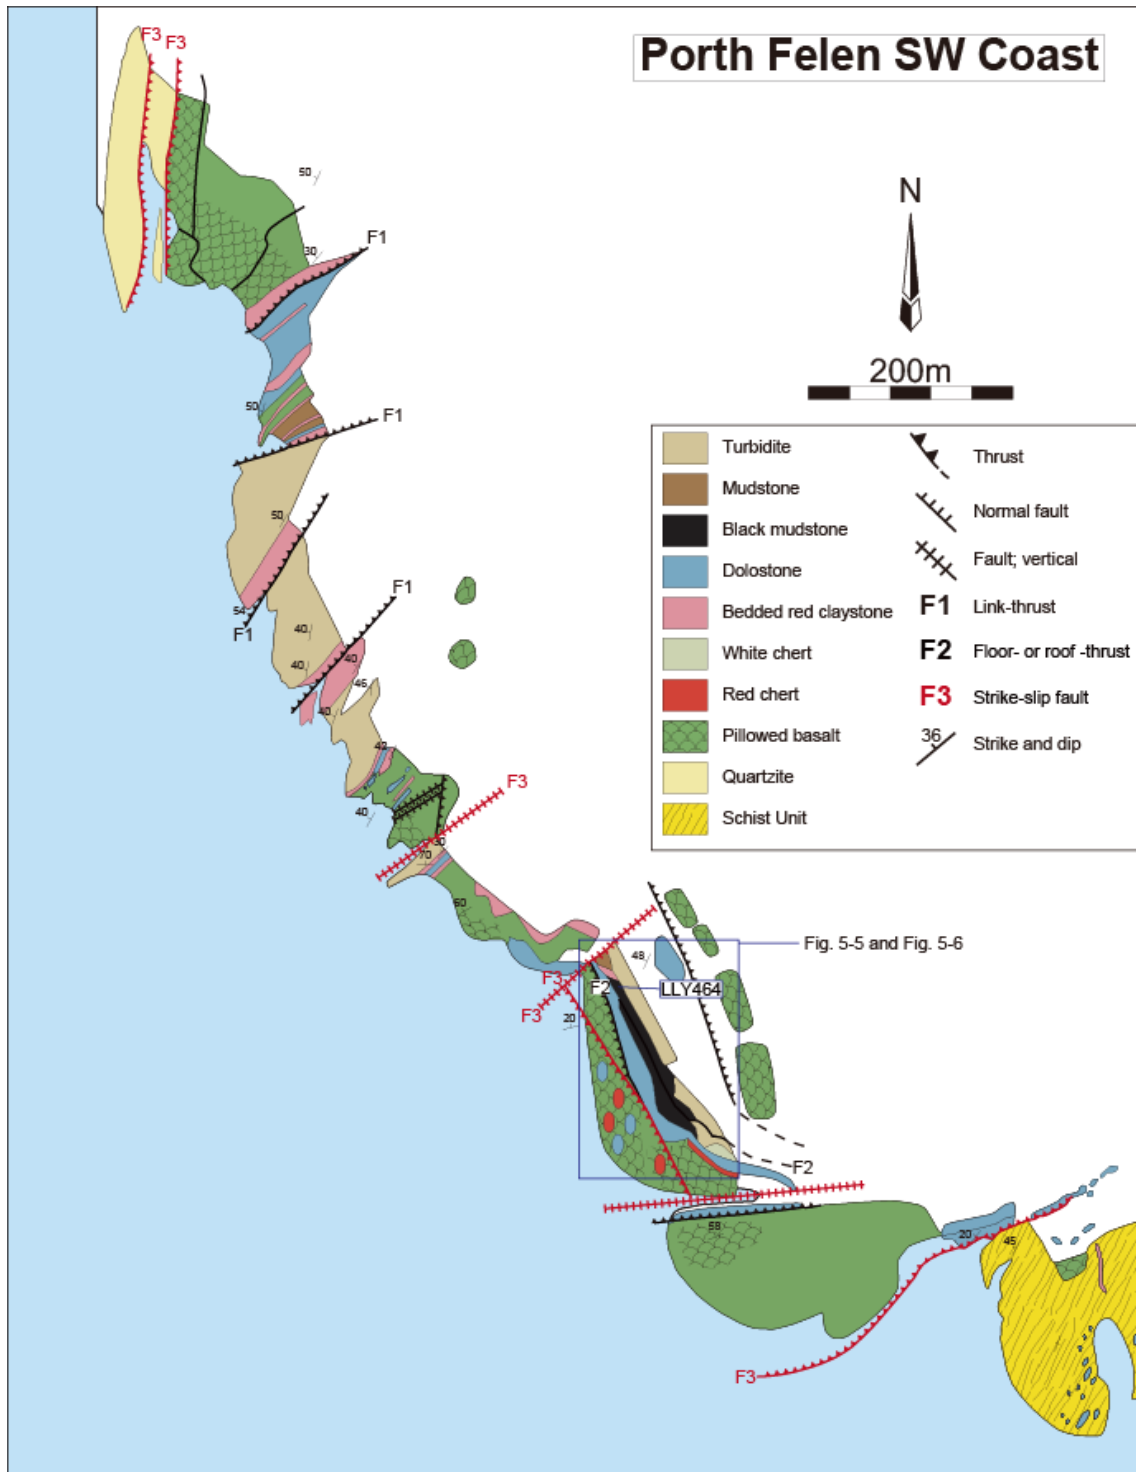 Porth Felen SW Coast
F3
F3
N
50
30
F1
200m
50
F1
Turbidite
Mudstone
Black mudstone
Dolostone
Bedded red claystone
White chert
Red chert
Pillowed basalt
Quartzite
Schist Unit
Thrust
Normal fault
Fault; vertical
F1 Link-thrust
F2 Floor- or roof -thrust
F3 Strike-slip fault
36 Strike and dip
50
54
F1
F1
40
40
40
46
40
42
40
F3
30
70
60
Fig. 5-5 and Fig. 5-6
48
F3
F2
LLY464
F3
20
F2
58
20
45
F3